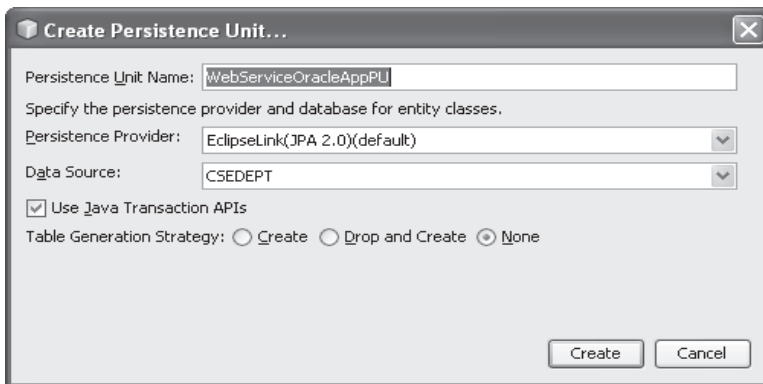 Create Persistence Unit...
Persistence Unit Name: WebServiceOracleAppPU
Specify the persistence provider and database for entity classes.
Persistence Provider: EclipseLink(JPA 2.0)(default)
Data Source: CSEDEPT
Use Java Transaction APIs
Table Generation Strategy: Create Drop and Create None
Create Cancel